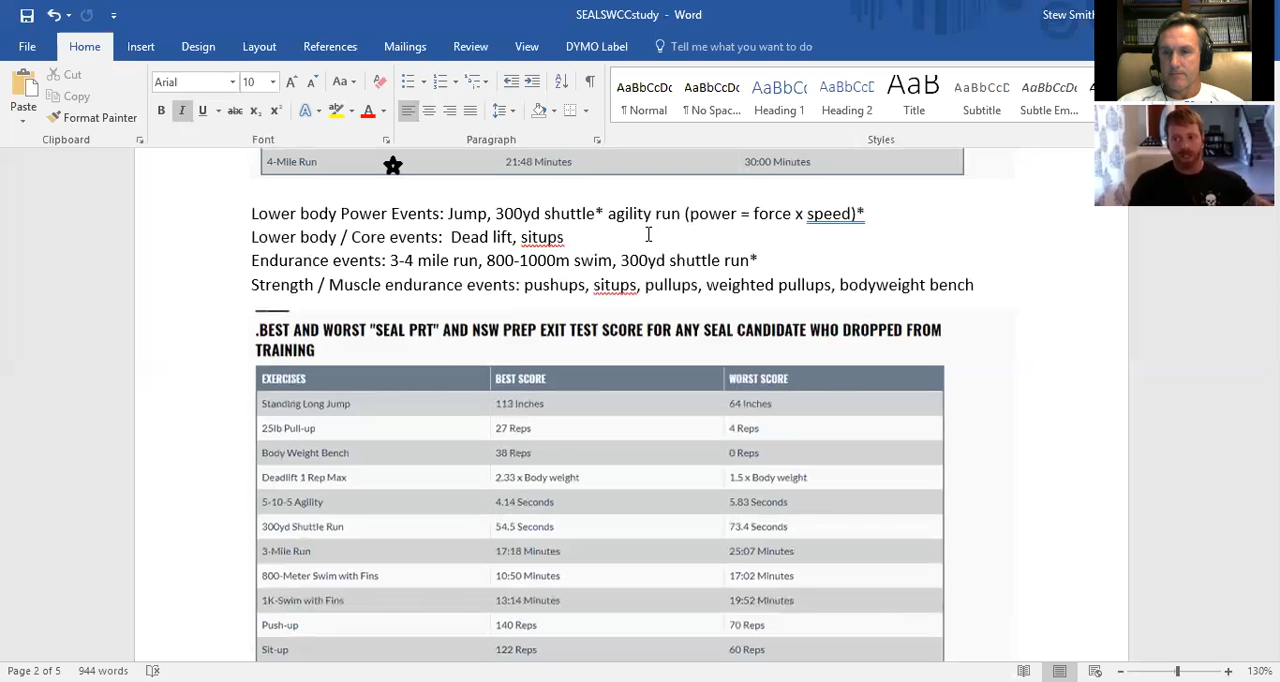 SEALSWCCstudy - Word
Stew Smith
File Home Insert Design Layout References Mailings Review View DYMO Label Tell me what you want to do
Paste
Cut
Copy
Format Painter
Clipboard
Arial 10
Aa
B I U abc X₂ X²
Font
Paragraph
AaBbCcDc AaBbCcDc AaBbC AaBbCcC AaB AaBbCcD AaBbCcDc
¶ Normal ¶ No Spac... Heading 1 Heading 2 Title Subtitle Subtle Em...
Styles
4-Mile Run 21:48 Minutes 30:00 Minutes
Lower body Power Events: Jump, 300yd shuttle* agility run (power = force x speed)*
Lower body / Core events:  Dead lift, situps
Endurance events: 3-4 mile run, 800-1000m swim, 300yd shuttle run*
Strength / Muscle endurance events: pushups, situps, pullups, weighted pullups, bodyweight bench
.BEST AND WORST "SEAL PRT" AND NSW PREP EXIT TEST SCORE FOR ANY SEAL CANDIDATE WHO DROPPED FROM
TRAINING
EXERCISES BEST SCORE WORST SCORE
Standing Long Jump 113 Inches 64 Inches
25lb Pull-up 27 Reps 4 Reps
Body Weight Bench 38 Reps 0 Reps
Deadlift 1 Rep Max 2.33 x Body weight 1.5 x Body weight
5-10-5 Agility 4.14 Seconds 5.83 Seconds
300yd Shuttle Run 54.5 Seconds 73.4 Seconds
3-Mile Run 17:18 Minutes 25:07 Minutes
800-Meter Swim with Fins 10:50 Minutes 17:02 Minutes
1K-Swim with Fins 13:14 Minutes 19:52 Minutes
Push-up 140 Reps 70 Reps
Sit-up 122 Reps 60 Reps
Page 2 of 5 944 words 130%